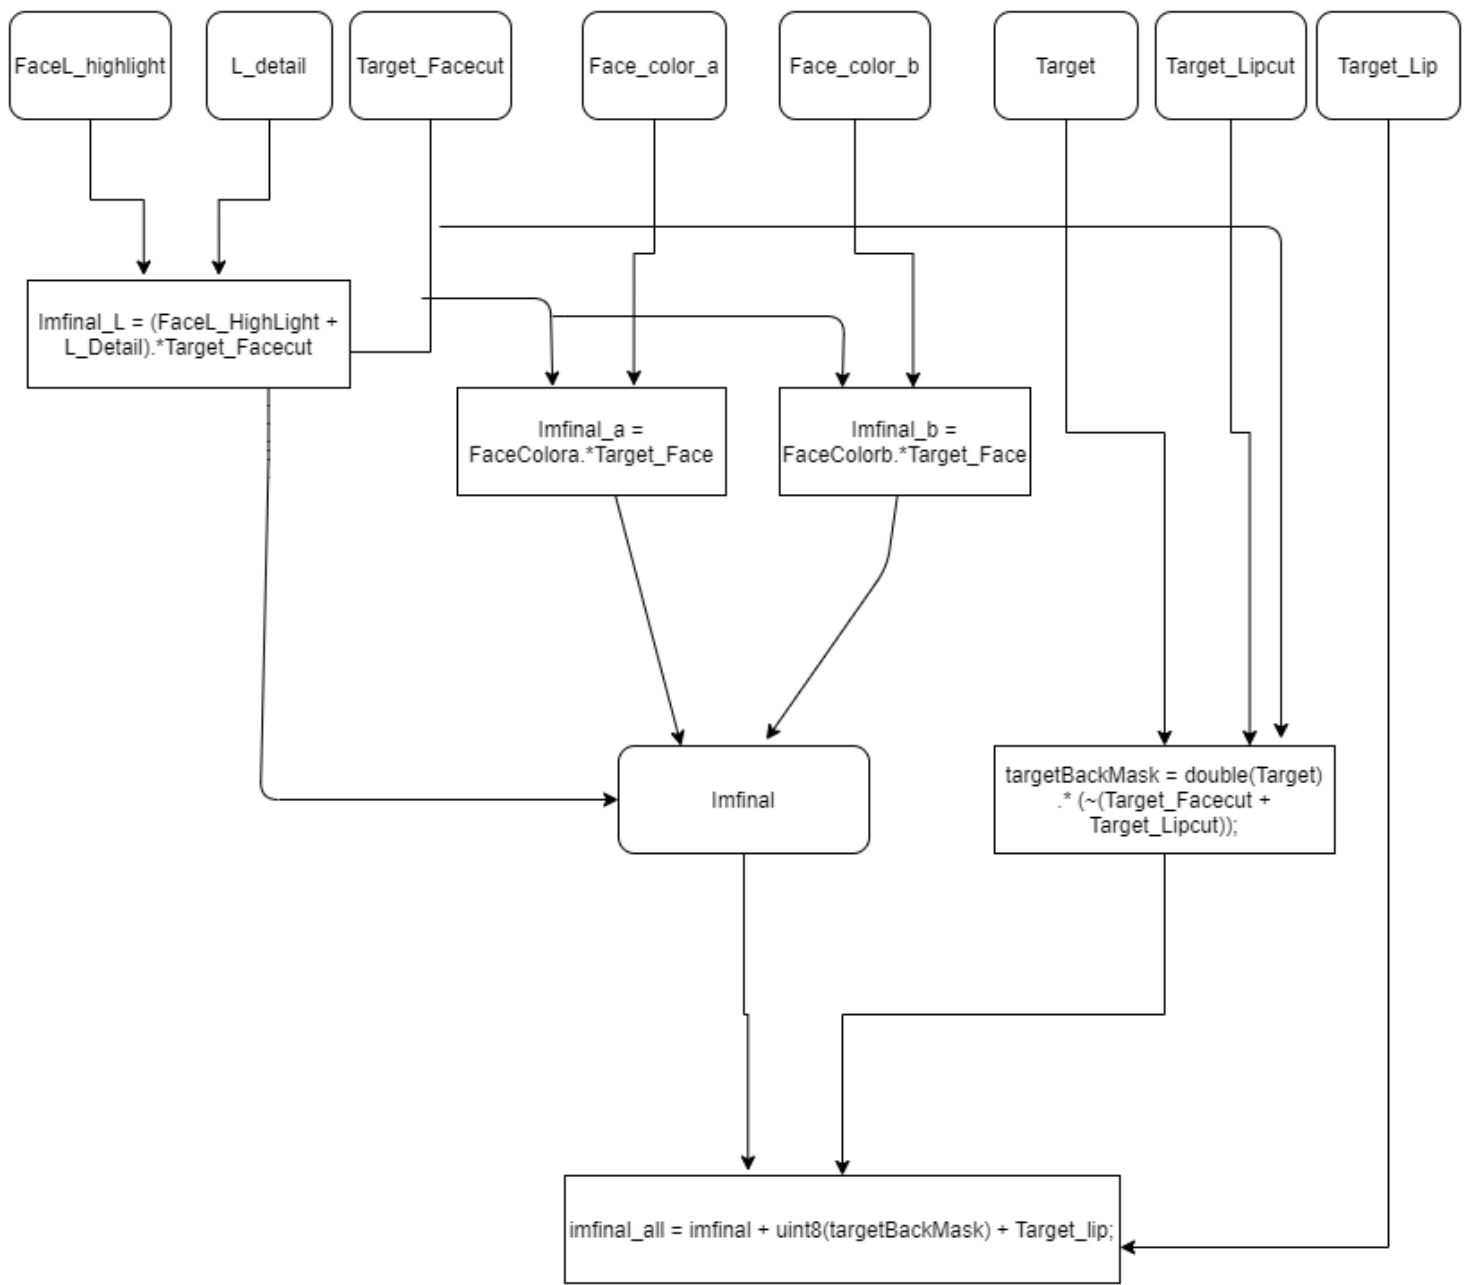 FaceL_highlight
L_detail
Target_Facecut
Face_color_a
Face_color_b
Target
Target_Lipcut
Target_Lip
Imfinal_L = (FaceL_HighLight +
L_Detail).*Target_Facecut
Imfinal_a =
FaceColora.*Target_Face
Imfinal_b =
FaceColorb.*Target_Face
Imfinal
targetBackMask = double(Target)
.* (~(Target_Facecut +
Target_Lipcut));
imfinal_all = imfinal + uint8(targetBackMask) + Target_lip;